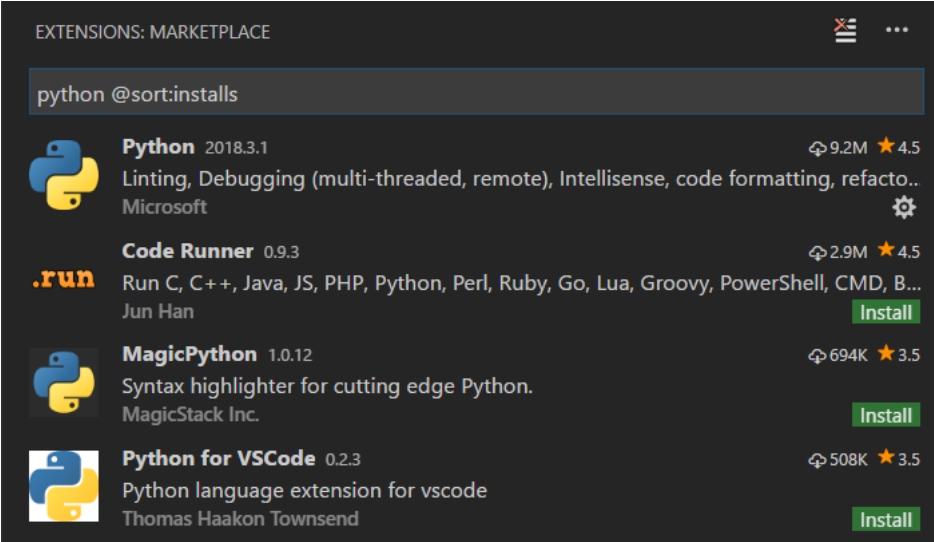 EXTENSIONS: MARKETPLACE
python @sort:installs
Python 2018.3.1 9.2M 4.5
Linting, Debugging (multi-threaded, remote), Intellisense, code formatting, refacto...
Microsoft
Code Runner 0.9.3 2.9M 4.5
.run
Run C, C++, Java, JS, PHP, Python, Perl, Ruby, Go, Lua, Groovy, PowerShell, CMD, B...
Jun Han Install
MagicPython 1.0.12 694K 3.5
Syntax highlighter for cutting edge Python.
MagicStack Inc. Install
Python for VSCode 0.2.3 508K 3.5
Python language extension for vscode
Thomas Haakon Townsend Install